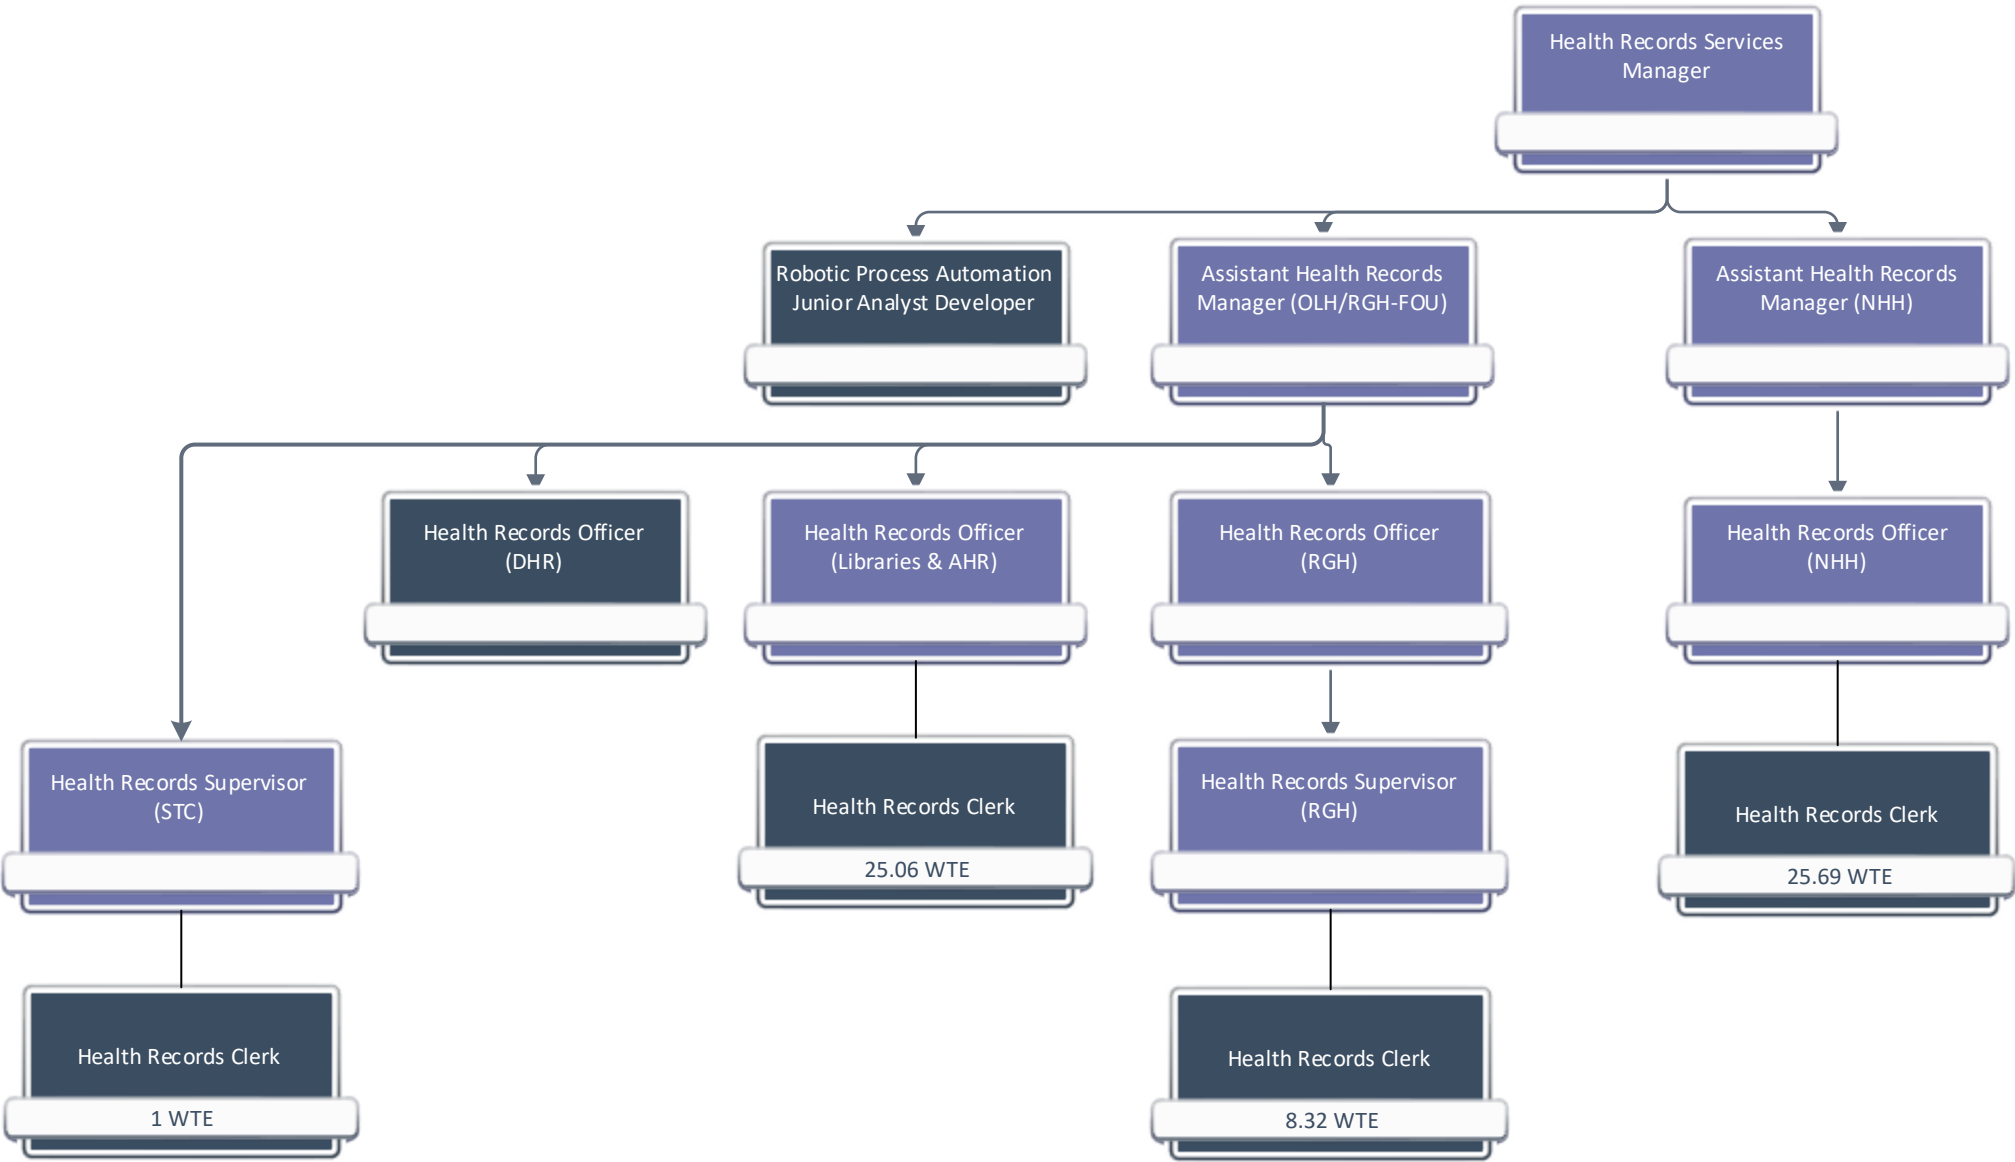 Health Records Services
Manager
Robotic Process Automation
Junior Analyst Developer
Assistant Health Records
Manager (OLH/RGH-FOU)
Assistant Health Records
Manager (NHH)
Health Records Officer
(DHR)
Health Records Officer
(Libraries & AHR)
Health Records Officer
(RGH)
Health Records Officer
(NHH)
Health Records Supervisor
(STC)
Health Records Clerk
25.06 WTE
Health Records Supervisor
(RGH)
Health Records Clerk
25.69 WTE
Health Records Clerk
1 WTE
Health Records Clerk
8.32 WTE